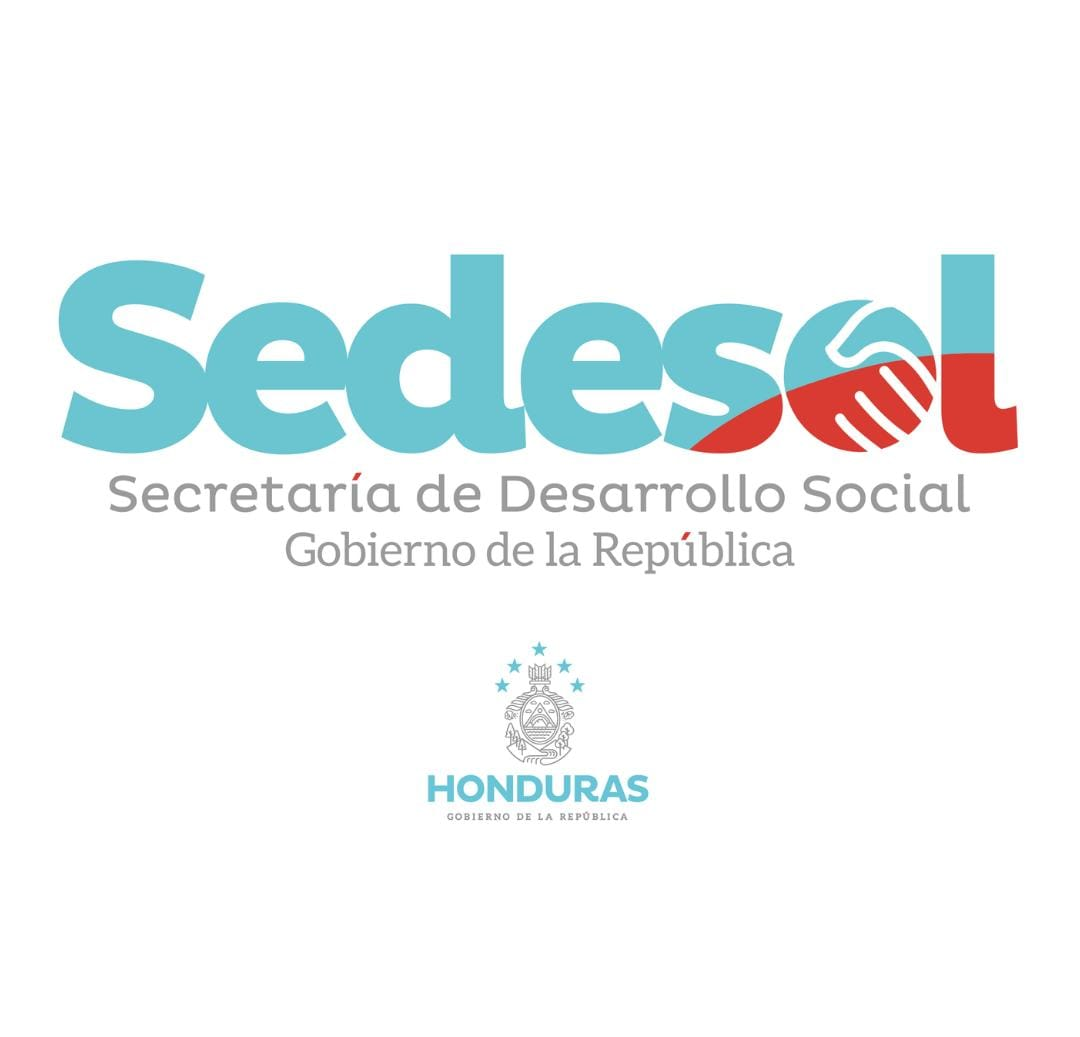 Sedesol
Secretaría de Desarrollo Social
Gobierno de la República
HONDURAS
GOBIERNO DE LA REPÚBLICA